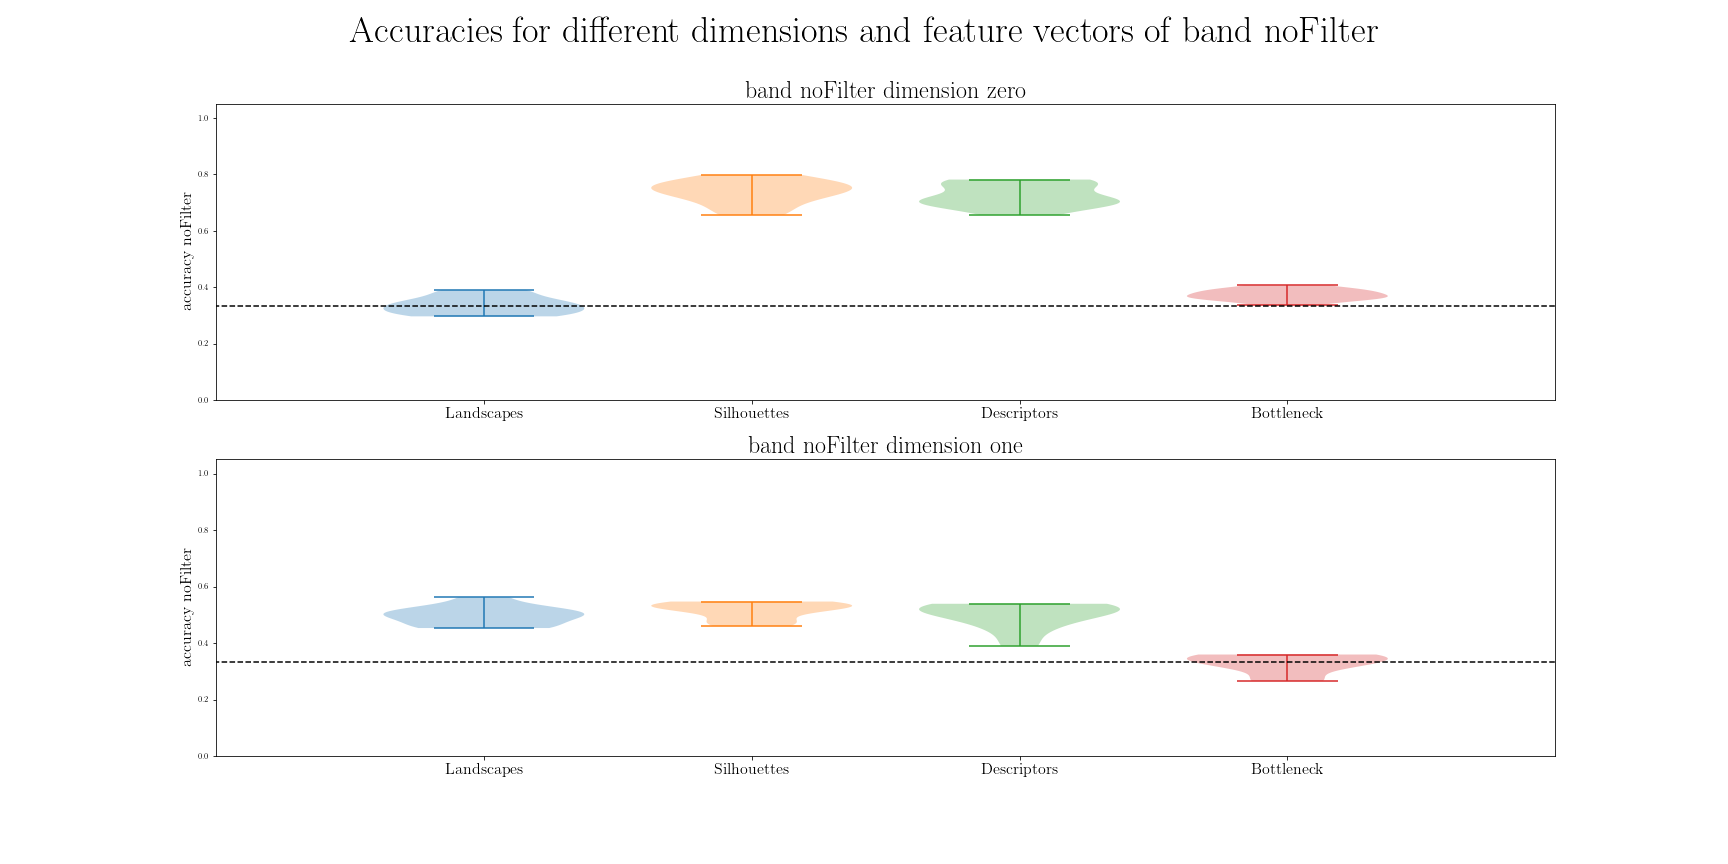 Accuracies for different dimensions and feature vectors of band noFilter
band noFilter dimension zero
accuracy noFilter
1.0
0.8
0.6
0.4
0.2
0.0
Landscapes Silhouettes Descriptors Bottleneck
band noFilter dimension one
accuracy noFilter
1.0
0.8
0.6
0.4
0.2
0.0
Landscapes Silhouettes Descriptors Bottleneck